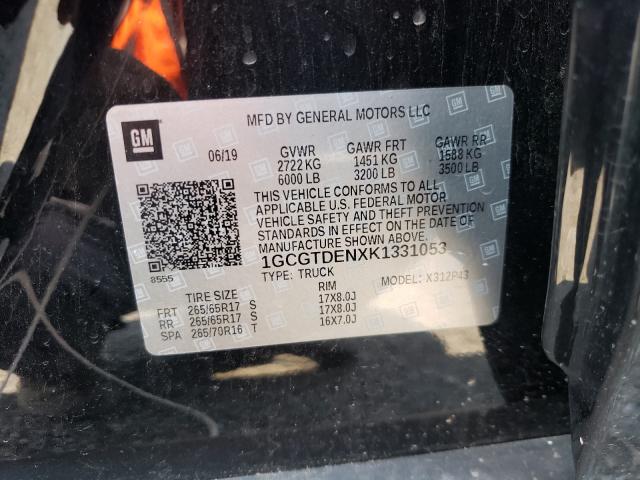 MFD BY GENERAL MOTORS LLC
GM
06/19 GVWR GAWR FRT GAWR RR
2722 KG 1451 KG 1588 KG
6000 LB 3200 LB 3500 LB
THIS VEHICLE CONFORMS TO ALL
APPLICABLE U.S. FEDERAL MOTOR
VEHICLE SAFETY AND THEFT PREVENTION
STANDARDS IN EFFECT ON THE DATE OF
MANUFACTURE SHOWN ABOVE.
1GCGTDENXK1331053
8555
TYPE: TRUCK MODEL: X312P43
TIRE SIZE RIM
FRT 265/65R17 S 17X8.0J
RR 265/65R17 S 17X8.0J
SPA 265/70R16 T 16X7.0J